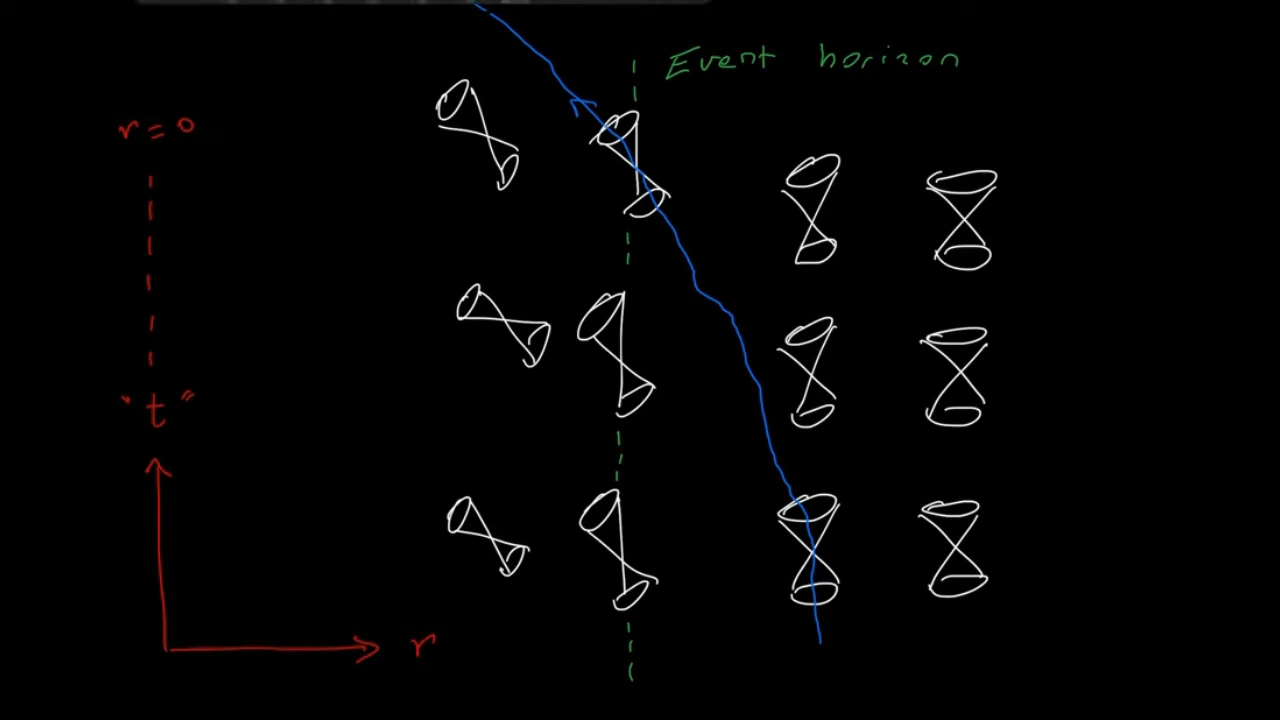 Event horizon
r = 0
"t"
r